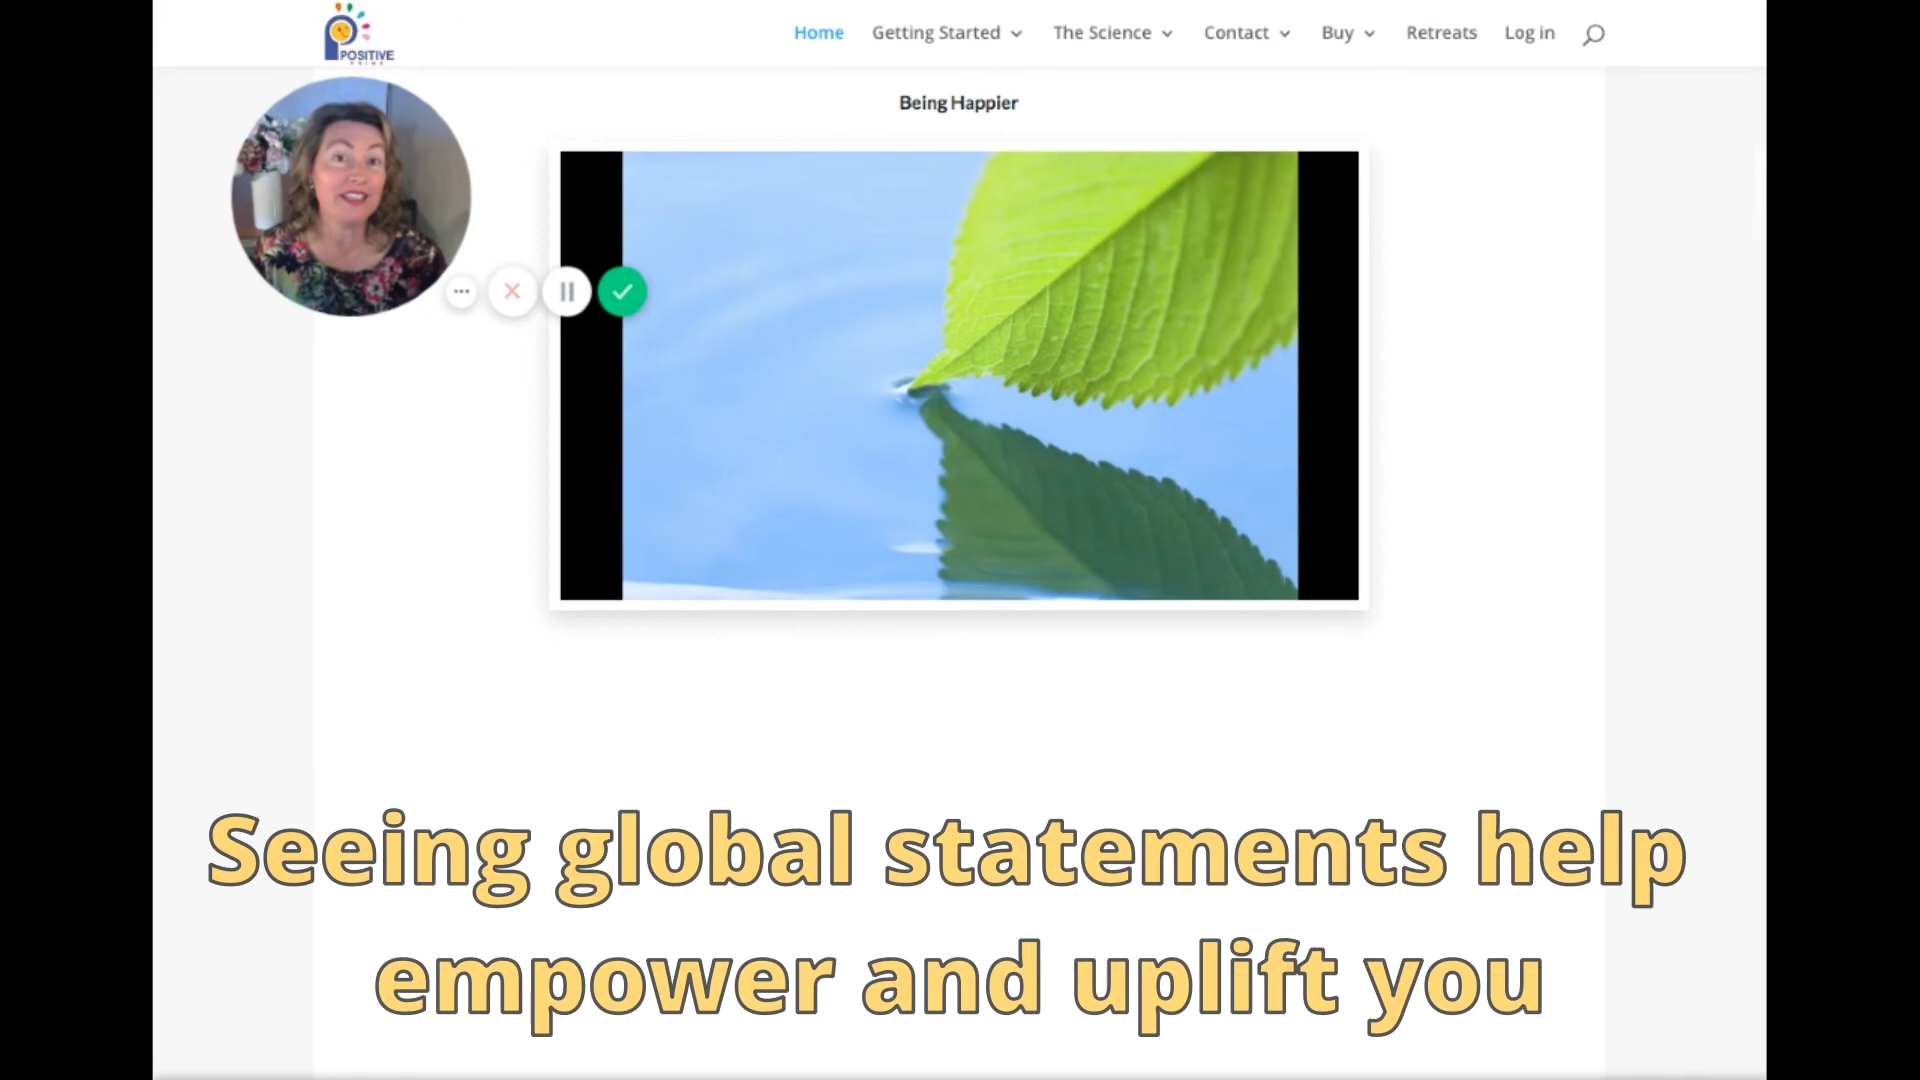 POSITIVE
PRIME
Home Getting Started The Science Contact Buy Retreats Log in
Being Happier
Seeing global statements help
empower and uplift you